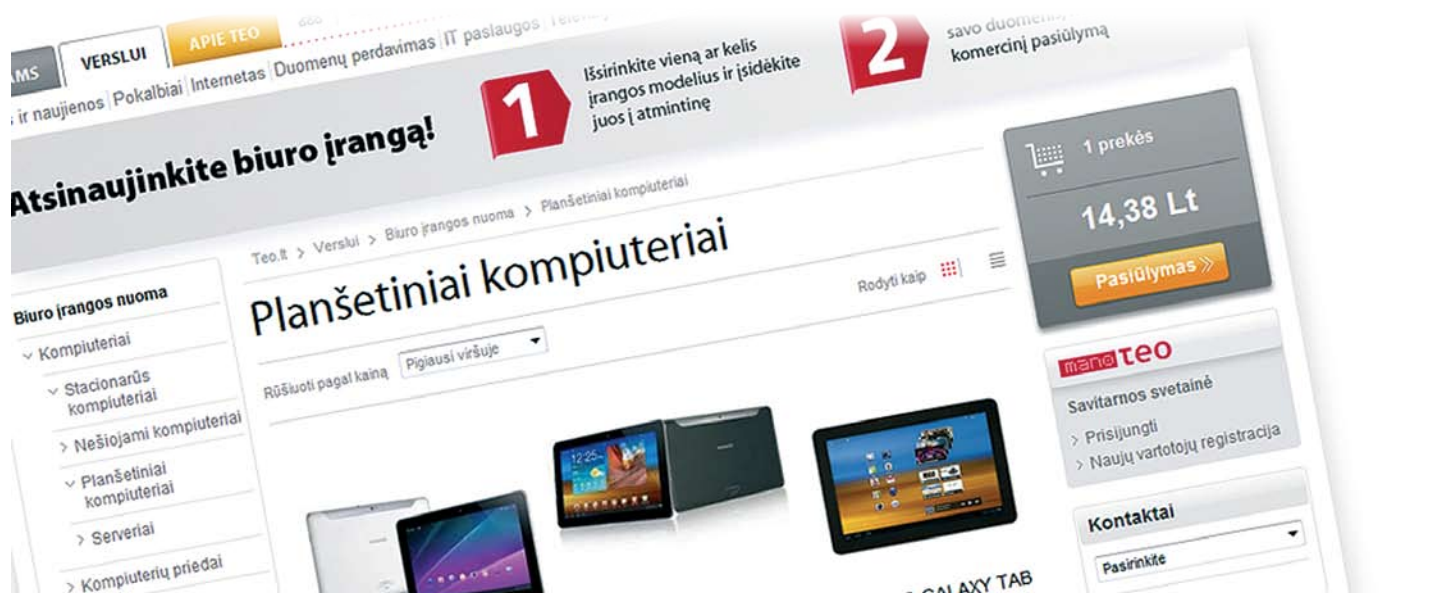 AMS
VERSLUI
APIE TEO
ir naujienos | Pokalbiai | Internetas | Duomenų perdavimas | IT paslaugos
Atsinaujinkite biuro įrangą!
1
Išsirinkite vieną ar kelis
įrangos modelius ir įsidėkite
juos į atmintinę
2
savo duomenų
komercinį pasiūlymą
1 prekės
14,38 Lt
Pasiūlymas
Teo.lt > Verslui > Biuro įrangos nuoma > Planšetiniai kompiuteriai
Planšetiniai kompiuteriai
Rodyti kaip
Rūšiuoti pagal kainą
Pigiausi viršuje
Biuro įrangos nuoma
Kompiuteriai
Stacionarūs
kompiuteriai
> Nešiojami kompiuteriai
Planšetiniai
kompiuteriai
> Serveriai
> Kompiuterių priedai
mano teo
Savitarnos svetainė
> Prisijungti
> Naujų vartotojų registracija
Kontaktai
Pasirinkite
12:25
GALAXY TAB